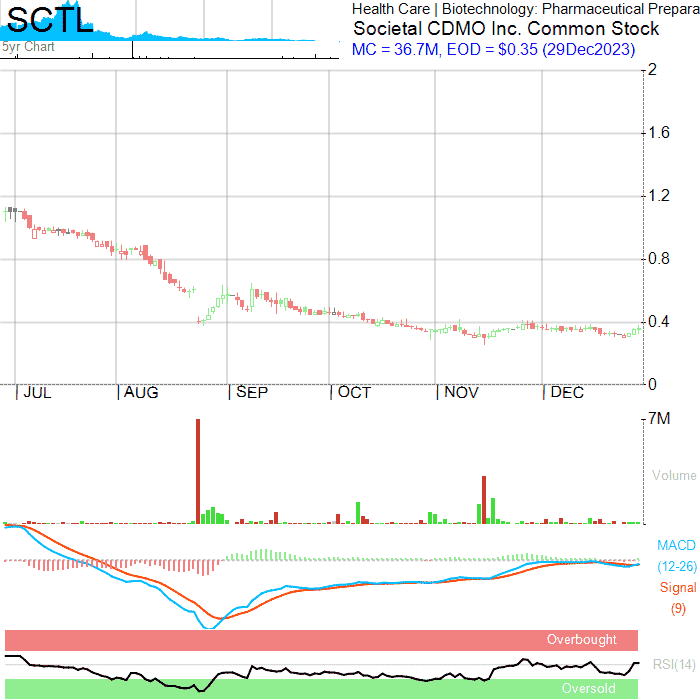 SCTL
5yr Chart
Health Care | Biotechnology: Pharmaceutical Prepara
Societal CDMO Inc. Common Stock
MC = 36.7M, EOD = $0.35 (29Dec2023)
2
1.6
1.2
0.8
0.4
0
JUL AUG SEP OCT NOV DEC
7M
Volume
MACD
(12-26)
Signal
(9)
Overbought
RSI(14)
Oversold